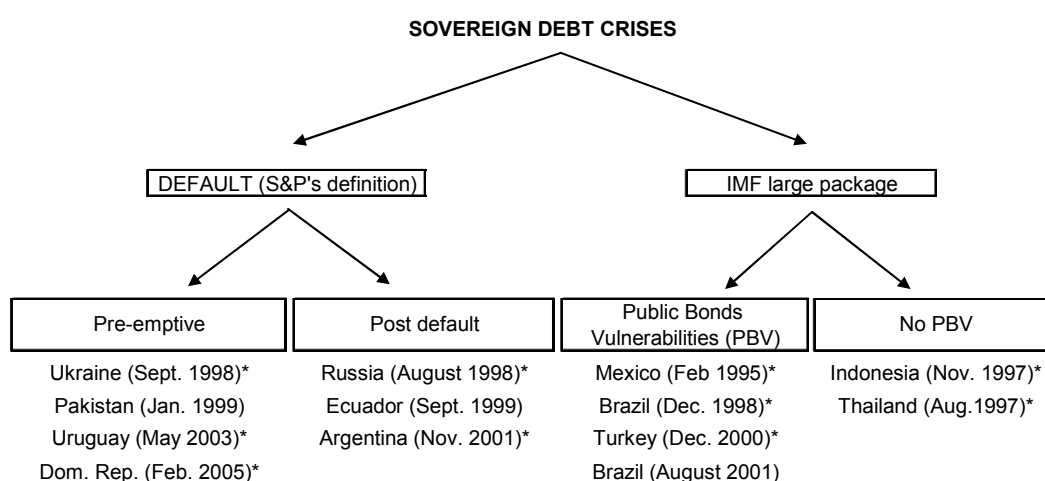 SOVEREIGN DEBT CRISES
DEFAULT (S&P's definition)
IMF large package
Pre-emptive
Post default
Public Bonds
Vulnerabilities (PBV)
No PBV
Ukraine (Sept. 1998)*
Russia (August 1998)*
Mexico (Feb 1995)*
Indonesia (Nov. 1997)*
Pakistan (Jan. 1999)
Ecuador (Sept. 1999)
Brazil (Dec. 1998)*
Thailand (Aug.1997)*
Uruguay (May 2003)*
Argentina (Nov. 2001)*
Turkey (Dec. 2000)*
Dom. Rep. (Feb. 2005)*
Brazil (August 2001)